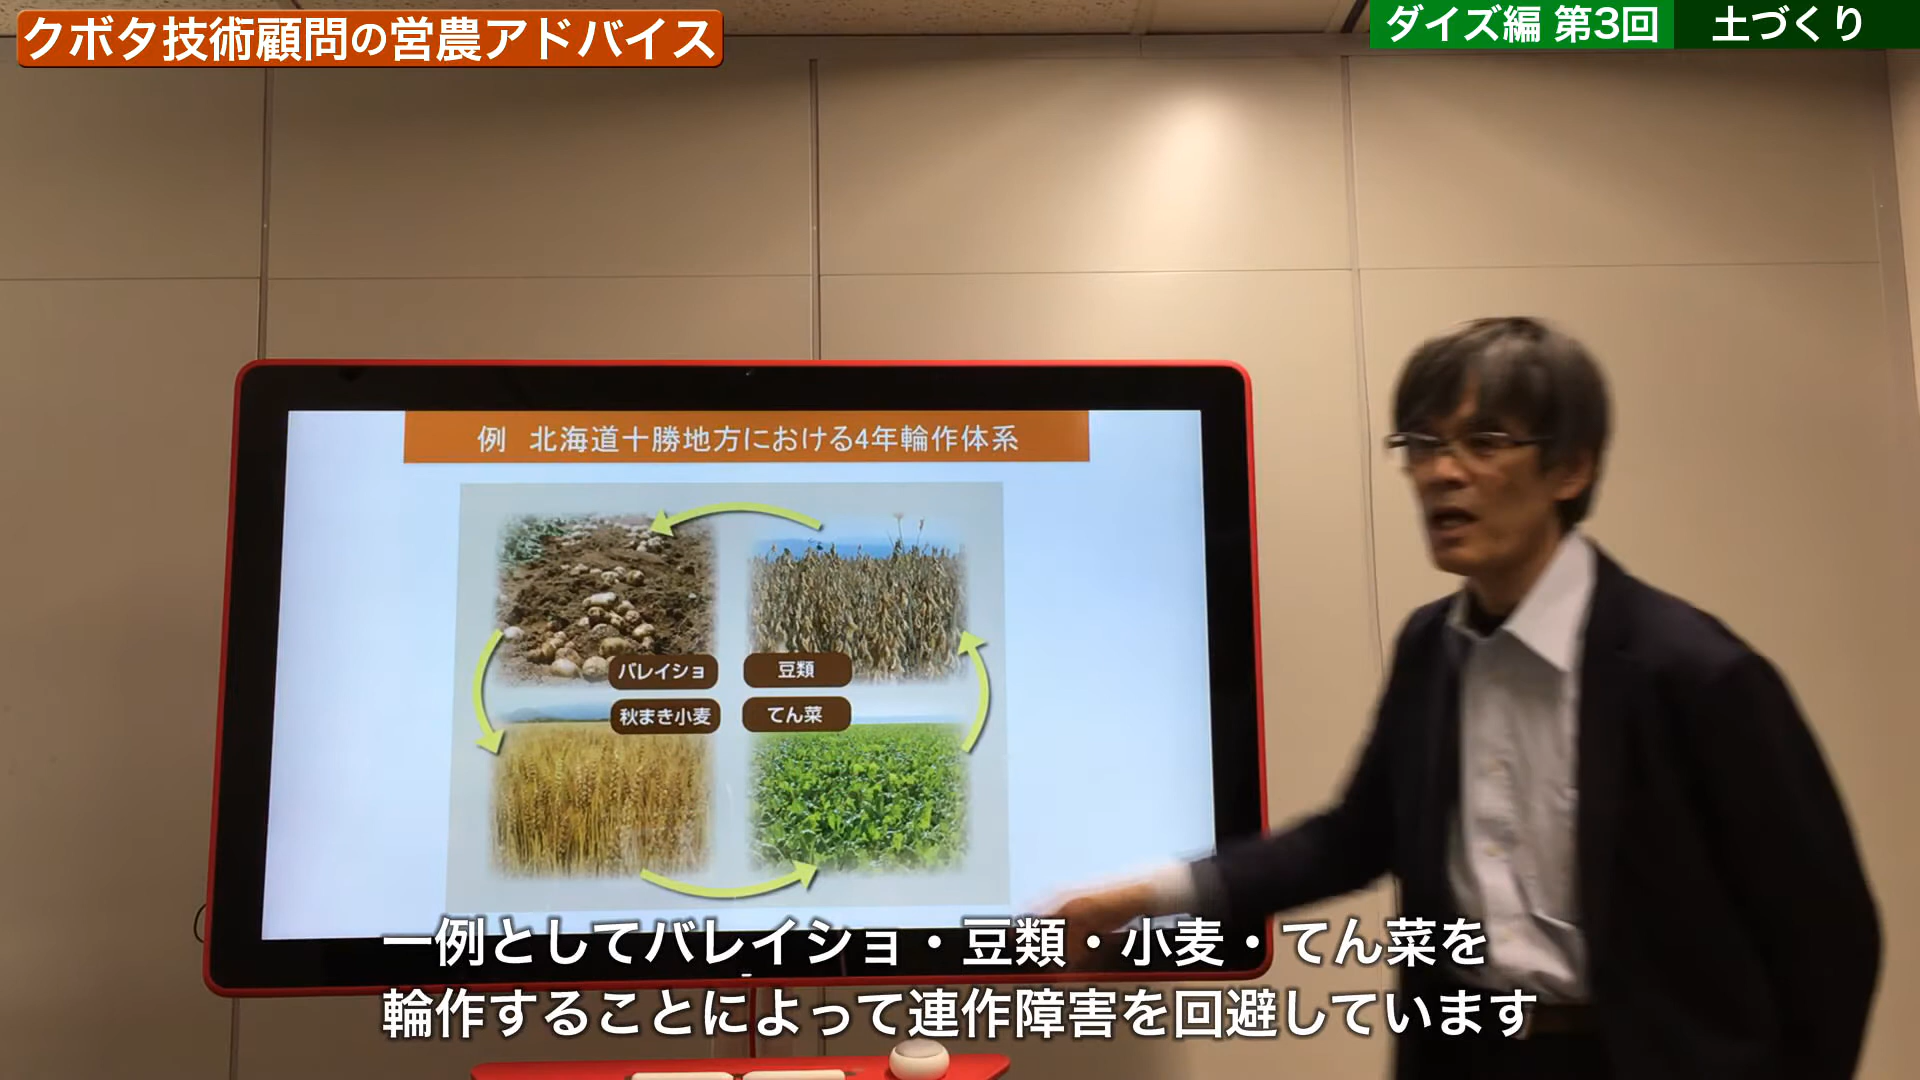 クボタ技術顧問の営農アドバイス
ダイズ編 第3回 土づくり
例 北海道十勝地方における4年輪作体系
バレイショ
豆類
秋まき小麦
てん菜
一例としてバレイショ・豆類・小麦・てん菜を
輪作することによって連作障害を回避しています